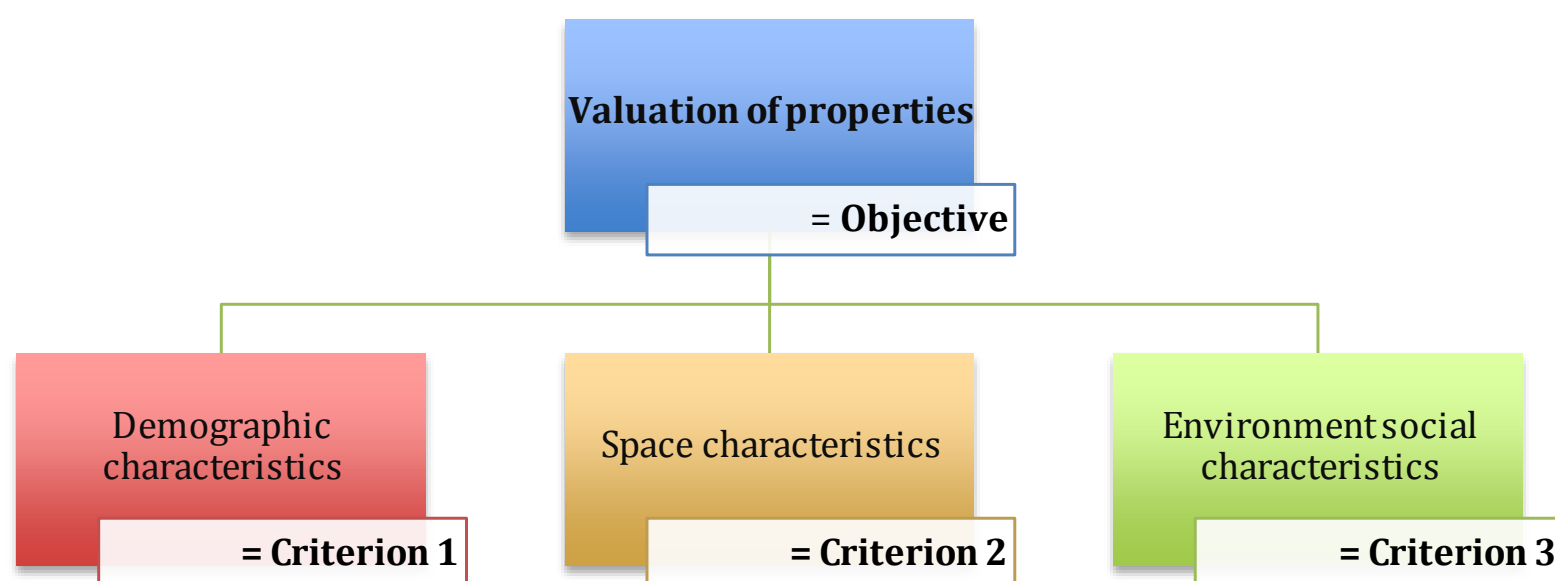 Valuation of properties
= Objective
Demographic
characteristics
= Criterion 1
Space characteristics
= Criterion 2
Environment social
characteristics
= Criterion 3